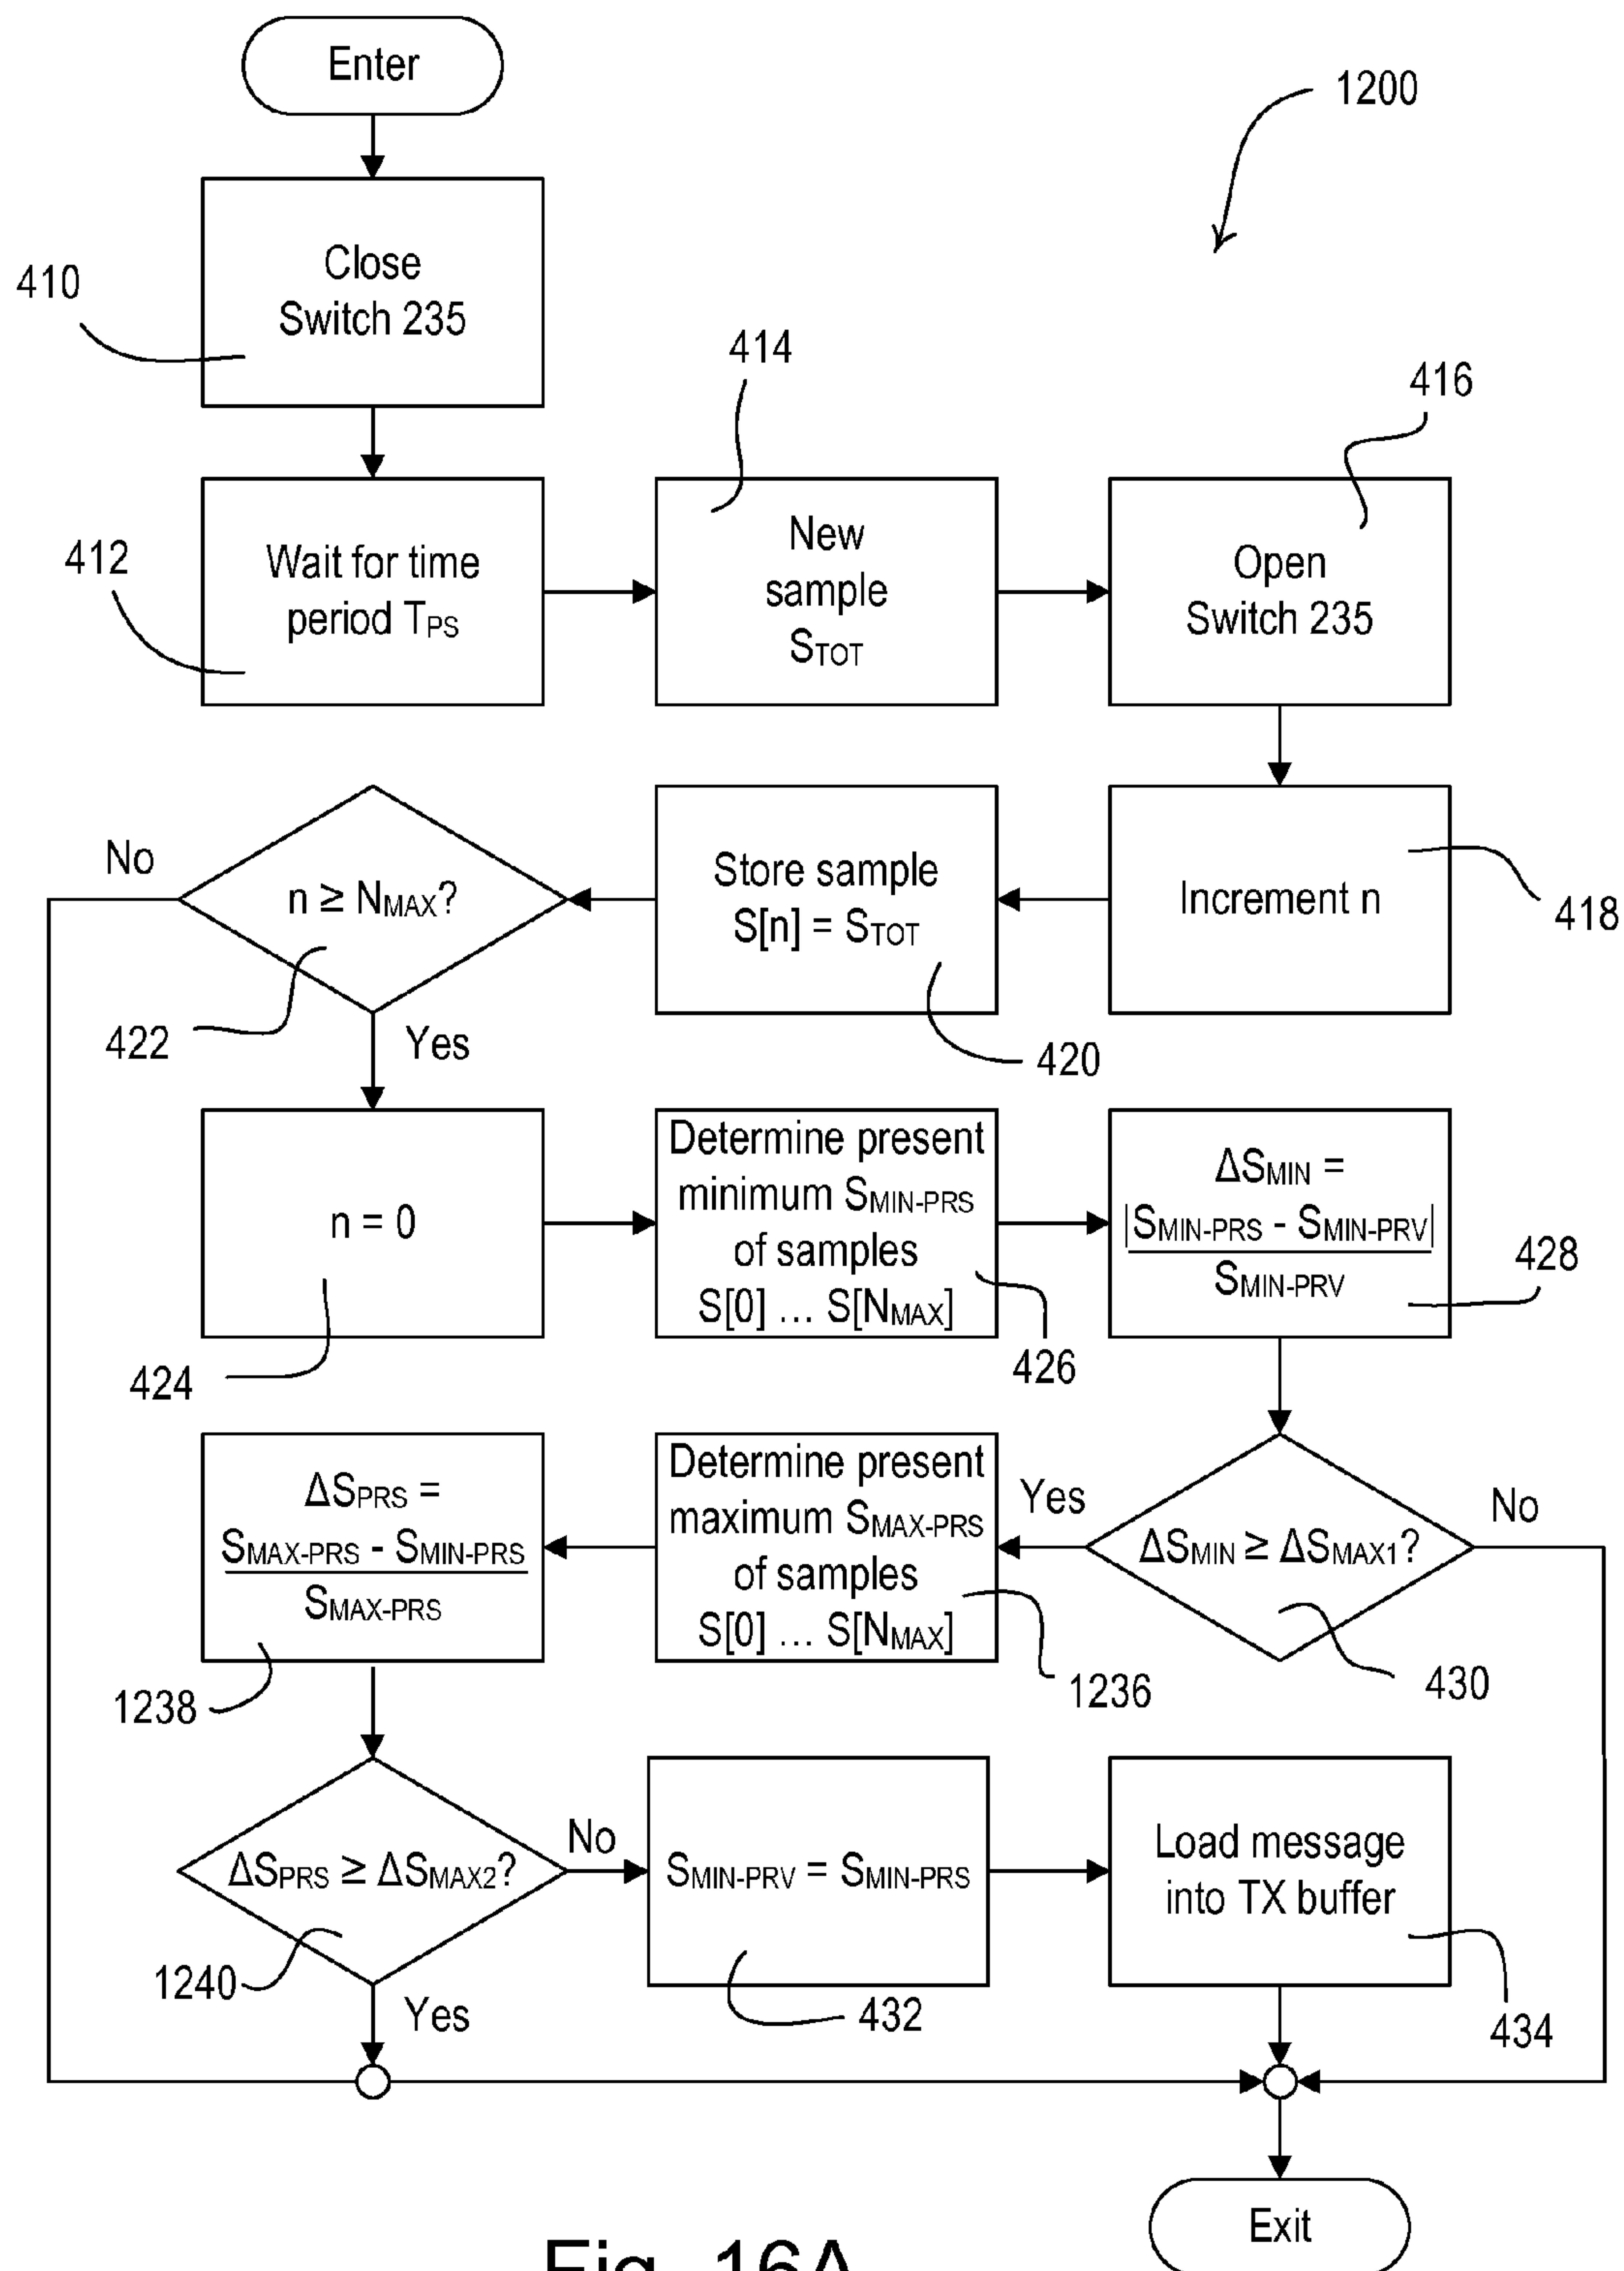 Enter
1200
Close
Switch 235
410
414
416
Wait for time
period TPS
412
New
sample
STOT
Open
Switch 235
No
n ≥ NMAX?
422
Yes
Store sample
S[n] = STOT
420
Increment n
418
n = 0
424
Determine present
minimum SMIN-PRS
of samples
S[0] ... S[NMAX]
426
ΔSMIN =
|SMIN-PRS - SMIN-PRV|
SMIN-PRV
428
ΔSPRS =
SMAX-PRS - SMIN-PRS
SMAX-PRS
1238
Determine present
maximum SMAX-PRS
of samples
S[0] ... S[NMAX]
1236
Yes
ΔSMIN ≥ ΔSMAX1?
No
430
ΔSPRS ≥ ΔSMAX2?
No
1240
Yes
SMIN-PRV = SMIN-PRS
432
Load message
into TX buffer
434
Exit
Fig. 16A